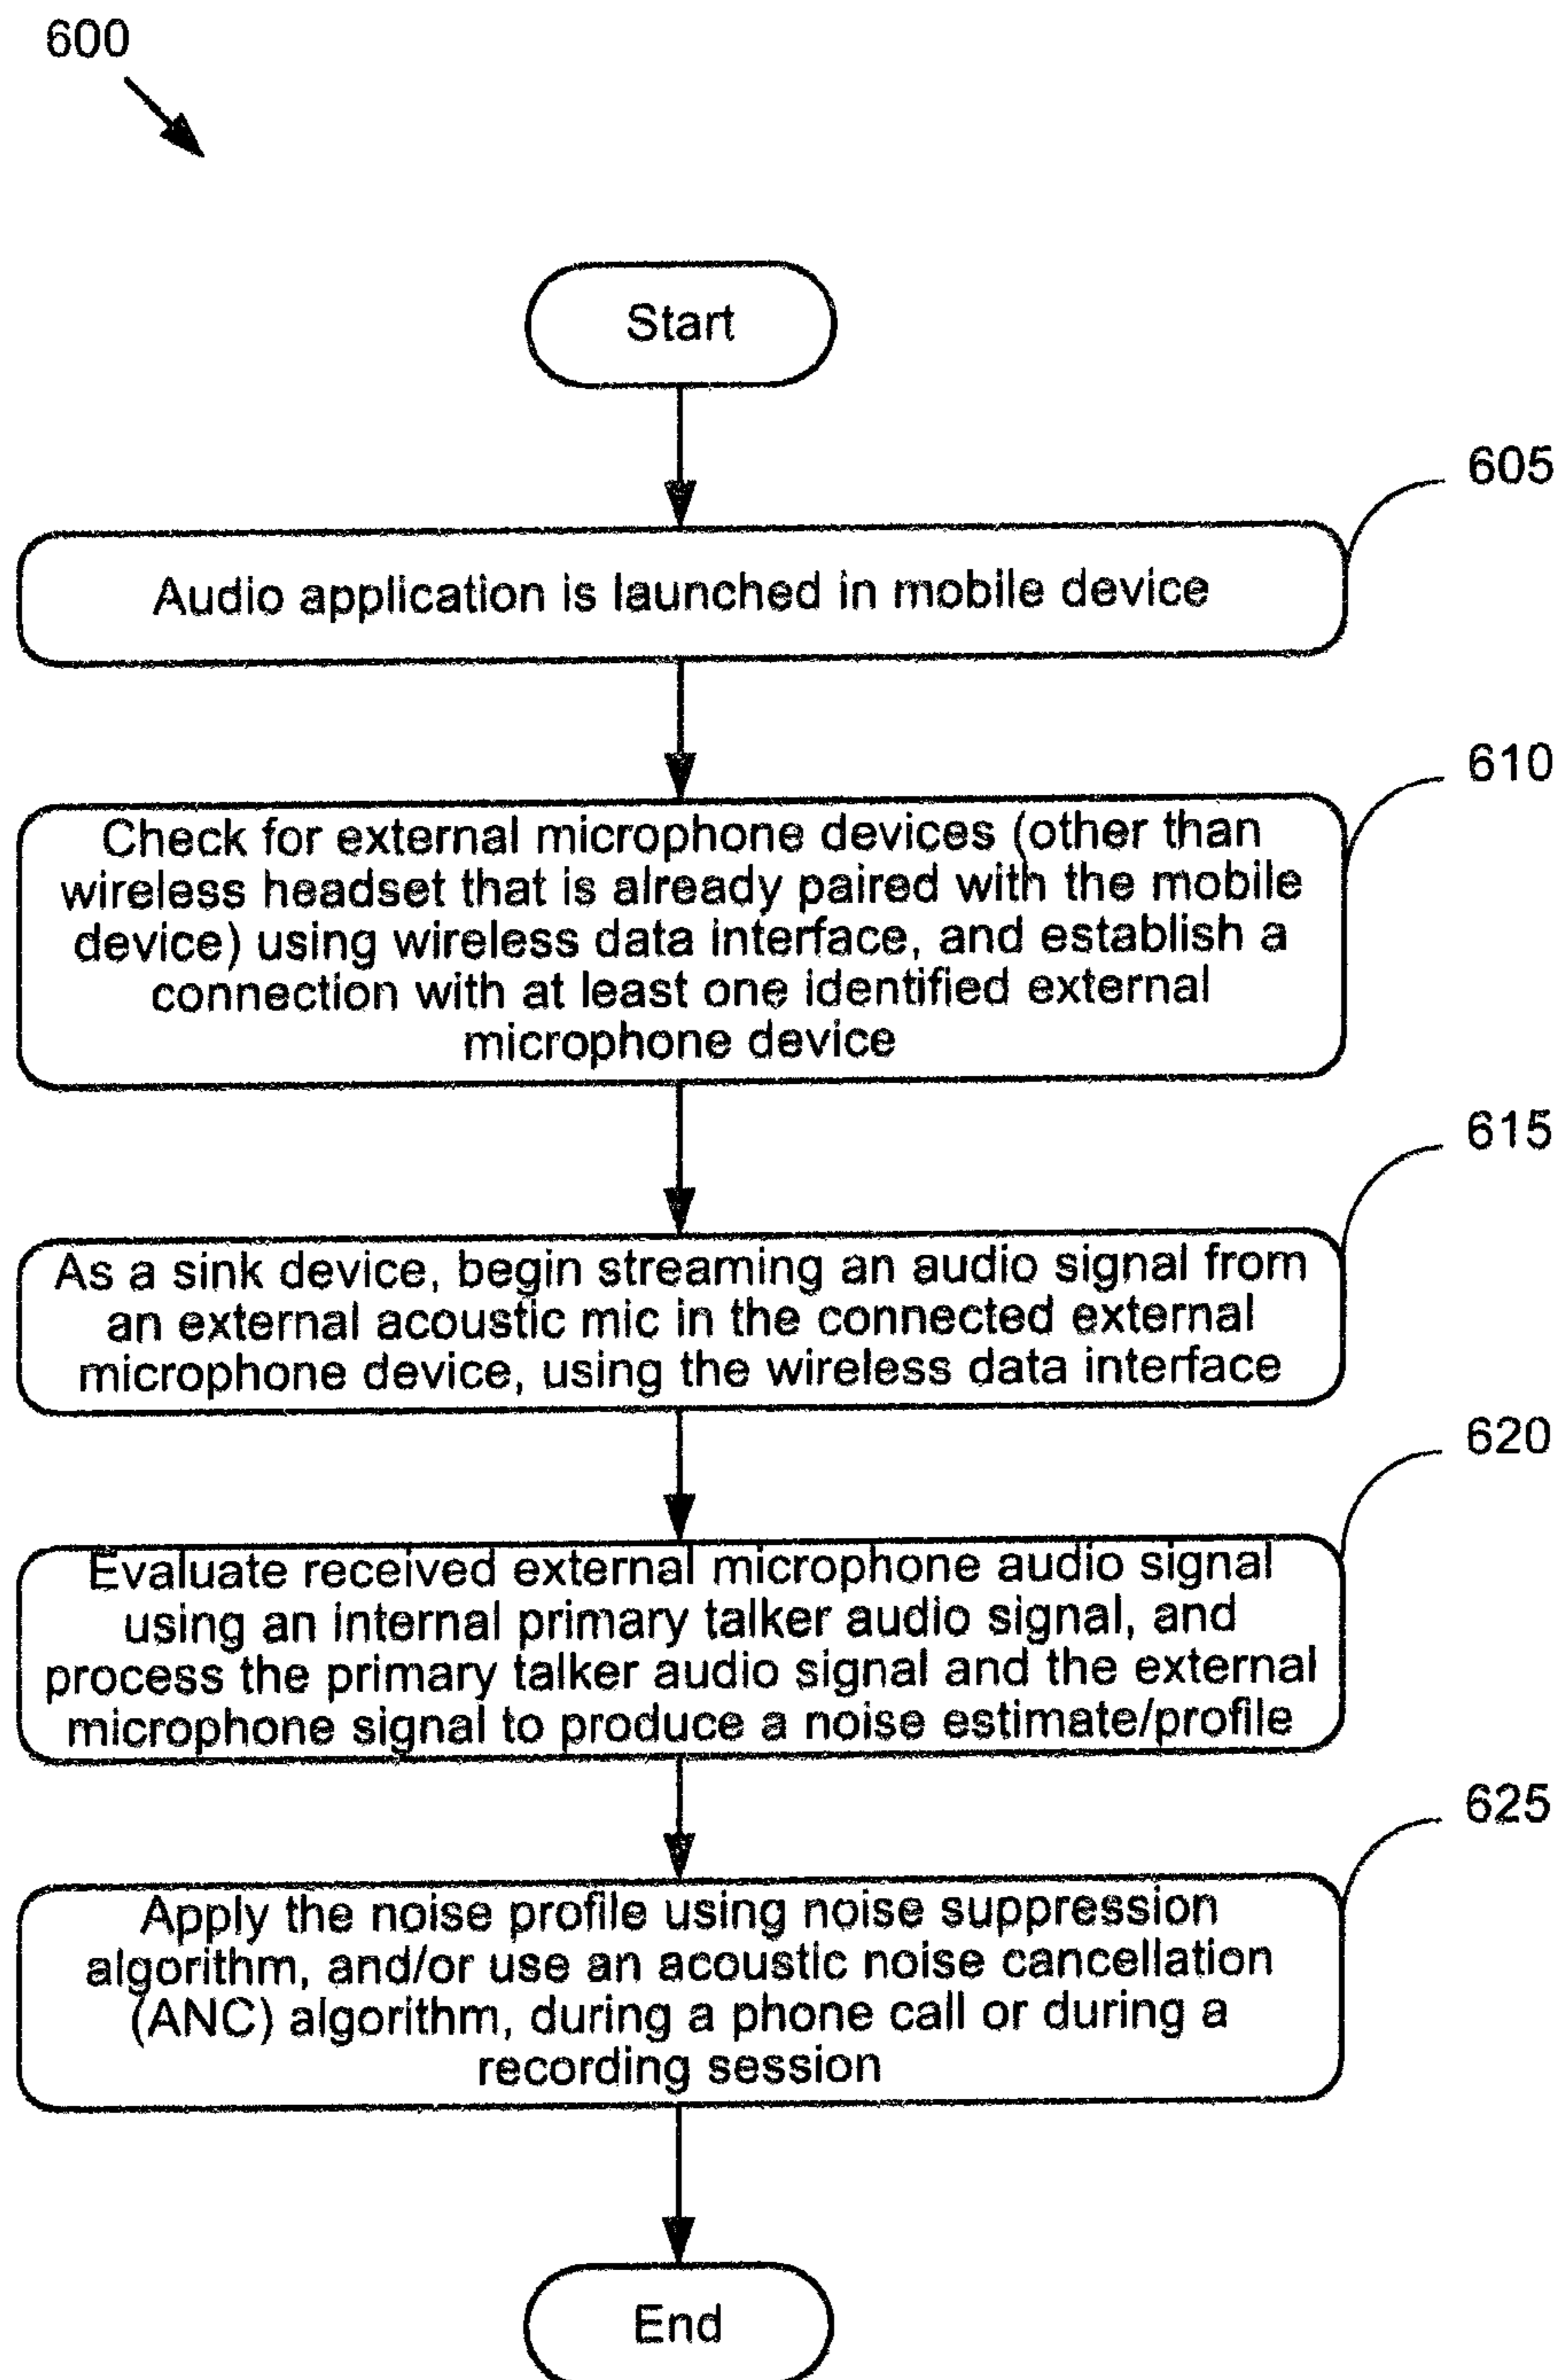 600
Start
605
Audio application is launched in mobile device
610
Check for external microphone devices (other than
wireless headset that is already paired with the mobile
device) using wireless data interface, and establish a
connection with at least one identified external
microphone device
615
As a sink device, begin streaming an audio signal from
an external acoustic mic in the connected external
microphone device, using the wireless data interface
620
Evaluate received external microphone audio signal
using an internal primary talker audio signal, and
process the primary talker audio signal and the external
microphone signal to produce a noise estimate/profile
625
Apply the noise profile using noise suppression
algorithm, and/or use an acoustic noise cancellation
(ANC) algorithm, during a phone call or during a
recording session
End